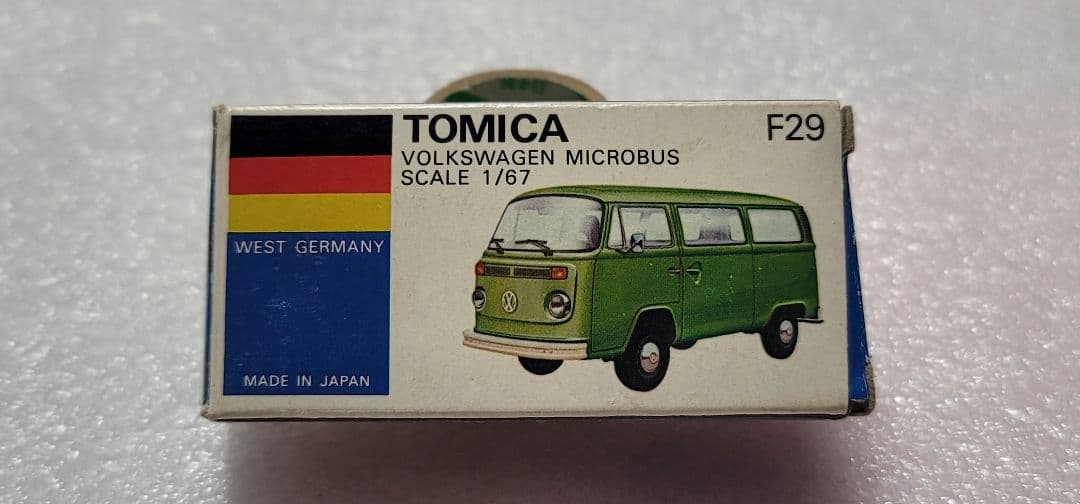 TOMICA
F29
VOLKSWAGEN MICROBUS
SCALE 1/67
WEST GERMANY
MADE IN JAPAN